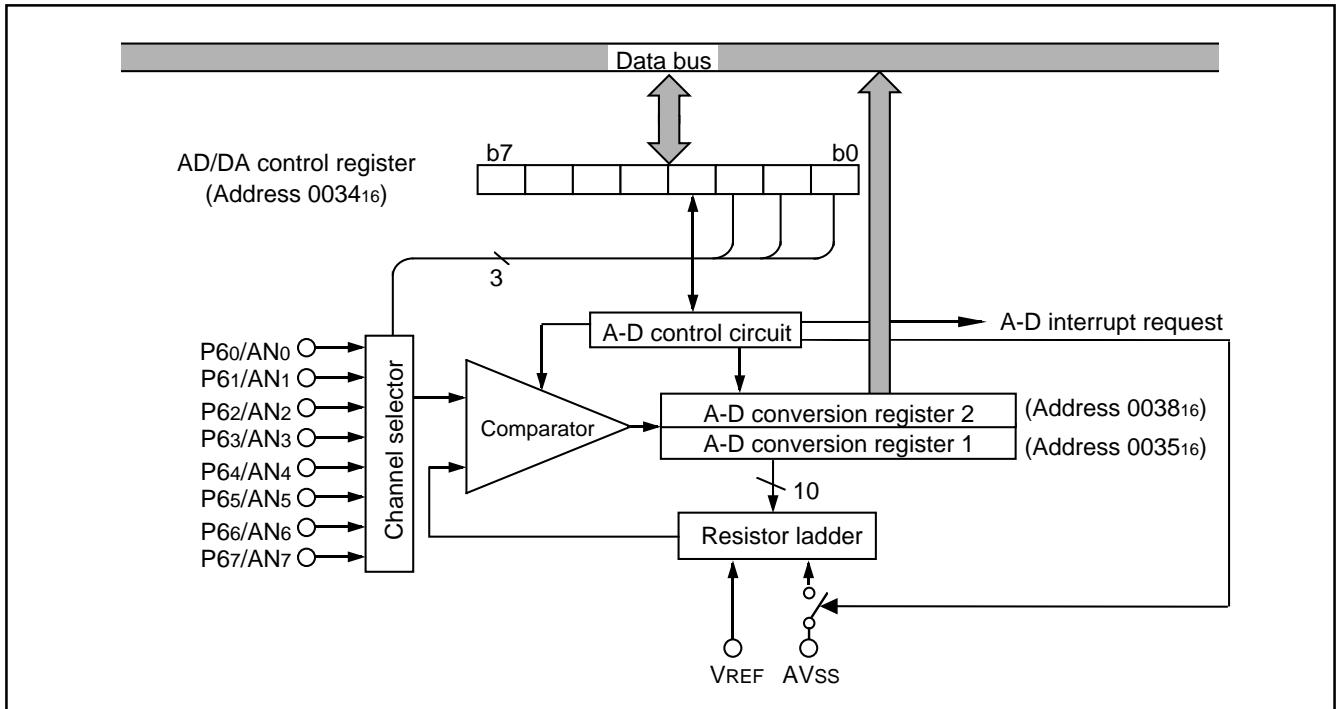 Data bus
b7 b0
AD/DA control register
(Address 003416)
3
A-D control circuit
A-D interrupt request
P60/AN0
P61/AN1
P62/AN2
P63/AN3
P64/AN4
P65/AN5
P66/AN6
P67/AN7
Channel selector
Comparator
A-D conversion register 2
(Address 003816)
A-D conversion register 1
(Address 003516)
10
Resistor ladder
VREF AVSS